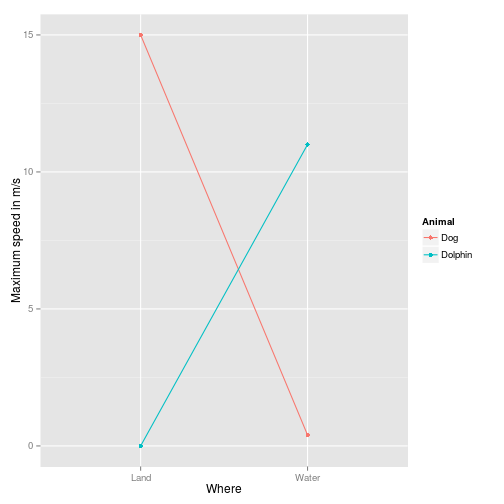 15
10
5
0
Maximum speed in m/s
Land
Water
Where
Animal
Dog
Dolphin